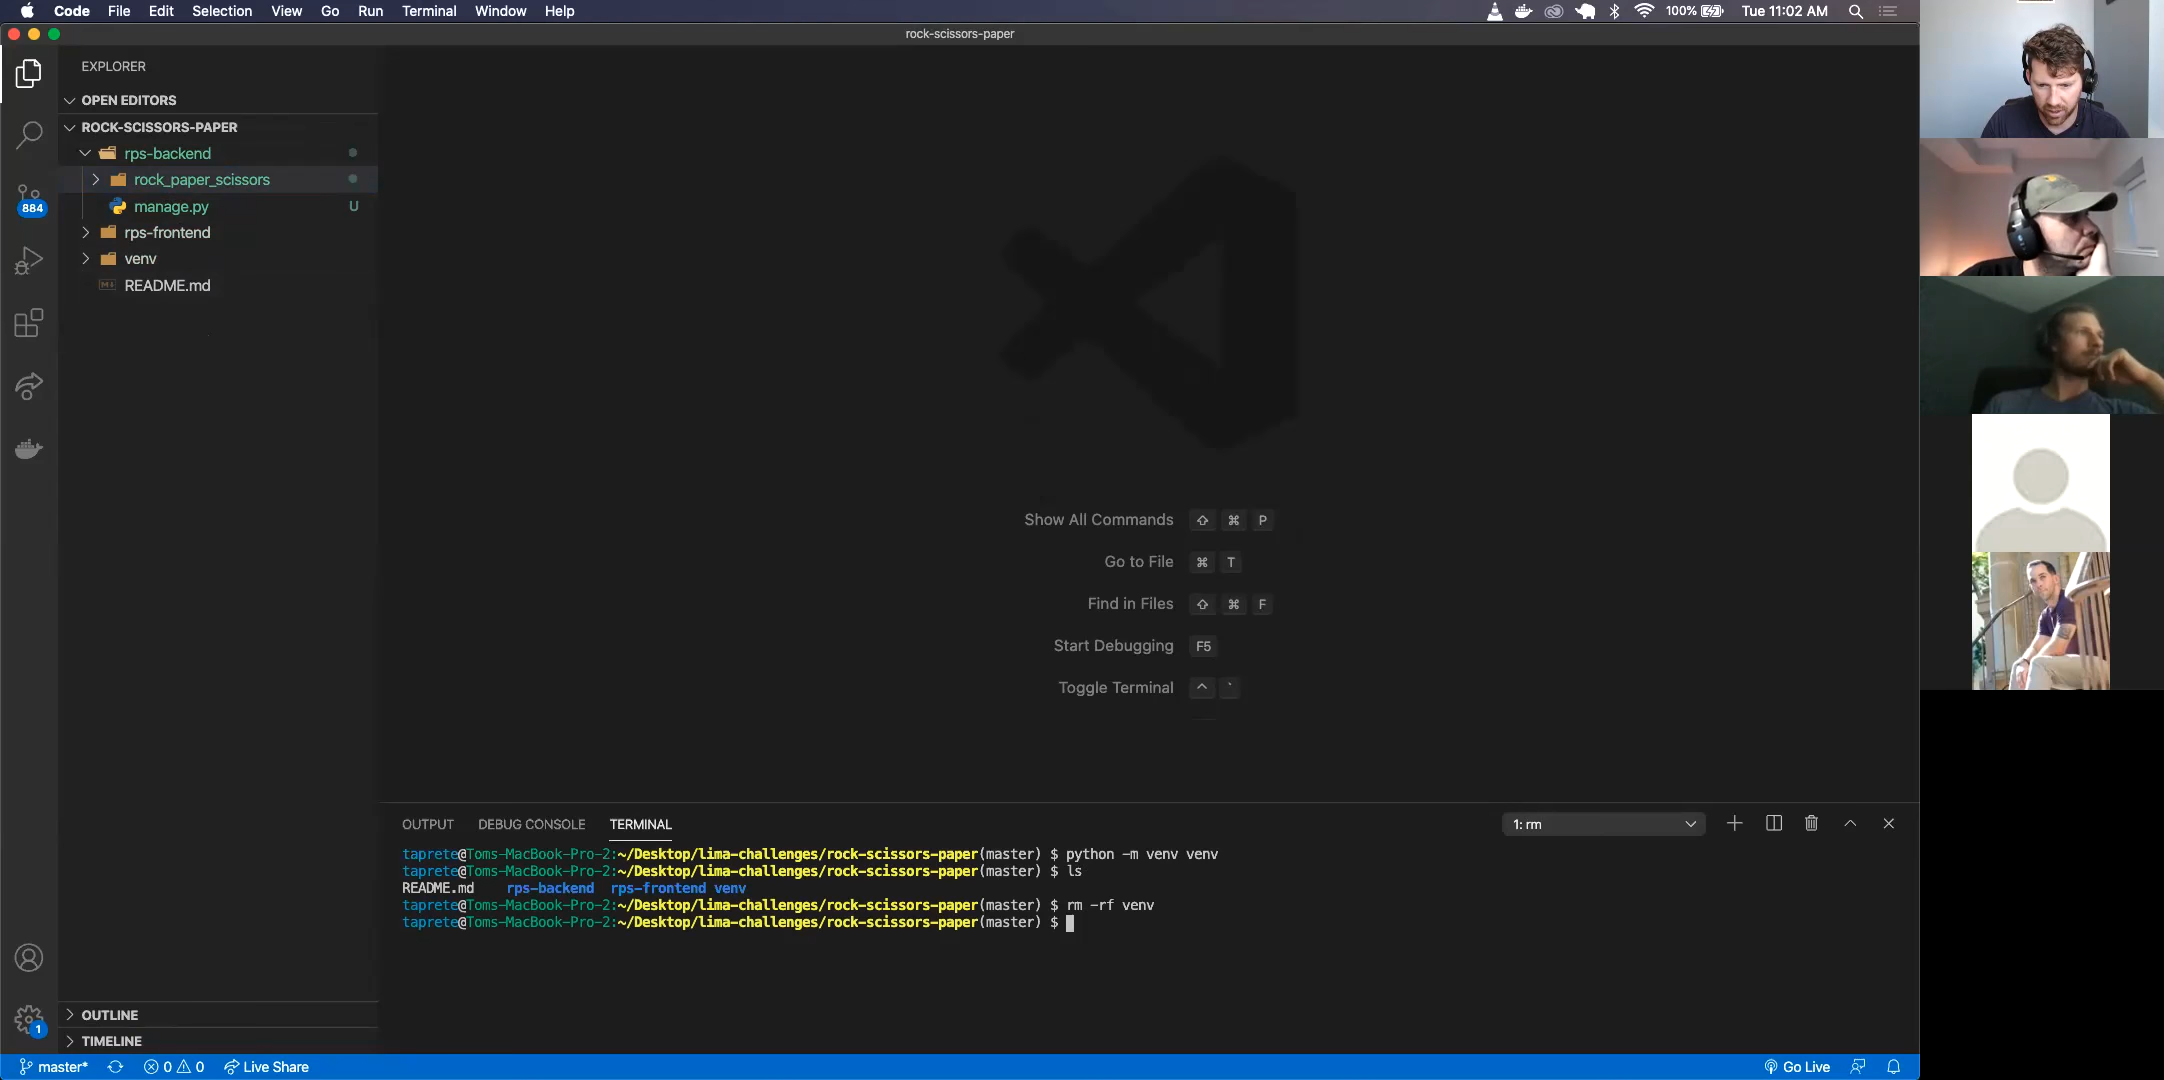 Code File Edit Selection View Go Run Terminal Window Help 100% Tue 11:02 AM
rock-scissors-paper
EXPLORER
OPEN EDITORS
ROCK-SCISSORS-PAPER
rps-backend
rock_paper_scissors
manage.py U
rps-frontend
venv
README.md
884
Show All Commands ⇧ ⌘ P
Go to File ⌘ T
Find in Files ⇧ ⌘ F
Start Debugging F5
Toggle Terminal ^ `
OUTPUT DEBUG CONSOLE TERMINAL 1: rm
taprete@Toms-MacBook-Pro-2:~/Desktop/lima-challenges/rock-scissors-paper(master) $ python -m venv venv
taprete@Toms-MacBook-Pro-2:~/Desktop/lima-challenges/rock-scissors-paper(master) $ ls
README.md rps-backend rps-frontend venv
taprete@Toms-MacBook-Pro-2:~/Desktop/lima-challenges/rock-scissors-paper(master) $ rm -rf venv
taprete@Toms-MacBook-Pro-2:~/Desktop/lima-challenges/rock-scissors-paper(master) $
OUTLINE
1
TIMELINE
master* 0 0 Live Share Go Live